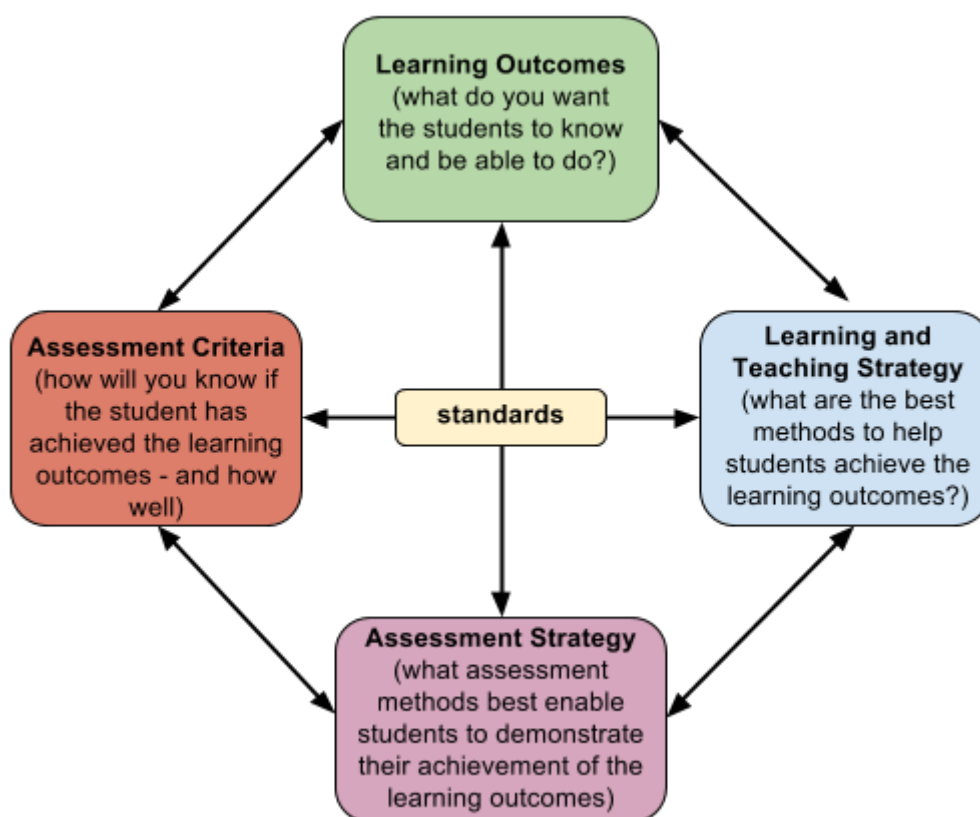 Learning Outcomes
(what do you want
the students to know
and be able to do?)
Assessment Criteria
(how will you know if
the student has
achieved the learning
outcomes - and how
well)
standards
Learning and
Teaching Strategy
(what are the best
methods to help
students achieve the
learning outcomes?)
Assessment Strategy
(what assessment
methods best enable
students to demonstrate
their achievement of the
learning outcomes)